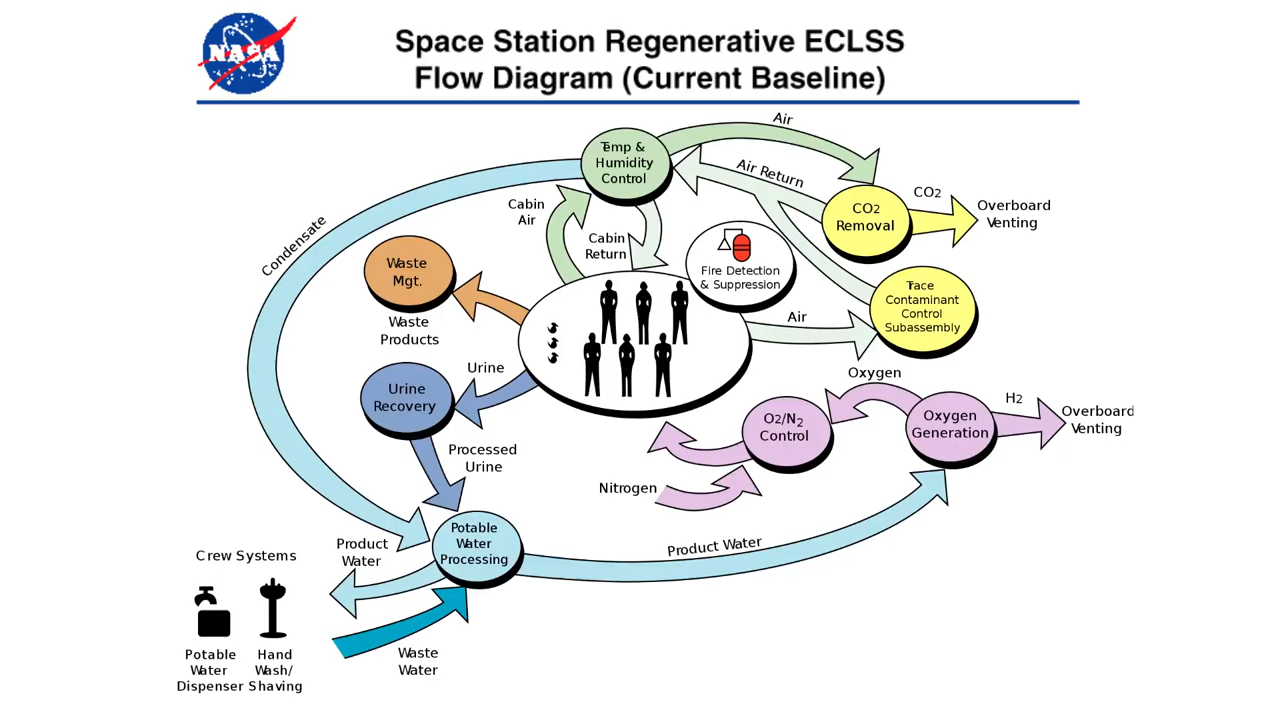 NASA
Space Station Regenerative ECLSS
Flow Diagram (Current Baseline)
Air
Temp &
Humidity
Control
Air Return
CO2
Removal
CO2
Overboard
Venting
Cabin
Air
Cabin
Return
Condensate
Fire Detection
& Suppression
Waste
Mgt.
Waste
Products
Trace
Contaminant
Control
Subassembly
Air
Urine
Urine
Recovery
Oxygen
O2/N2
Control
Oxygen
Generation
H2
Overboard
Venting
Processed
Urine
Nitrogen
Potable
Water
Processing
Product Water
Product
Water
Crew Systems
Waste
Water
Potable
Water
Dispenser
Hand
Wash/
Shaving